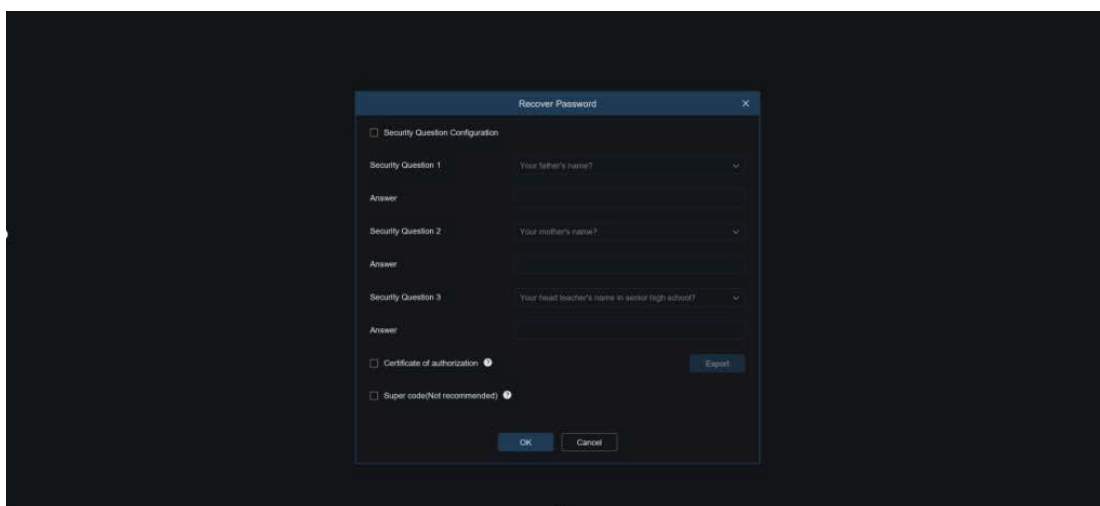 Recover Password
Security Question Configuration
Security Question 1 Your father's name?
Answer
Security Question 2 Your mother's name?
Answer
Security Question 3 Your head teacher's name in senior high school?
Answer
Certificate of authorization
Export
Super code(Not recommended)
OK Cancel